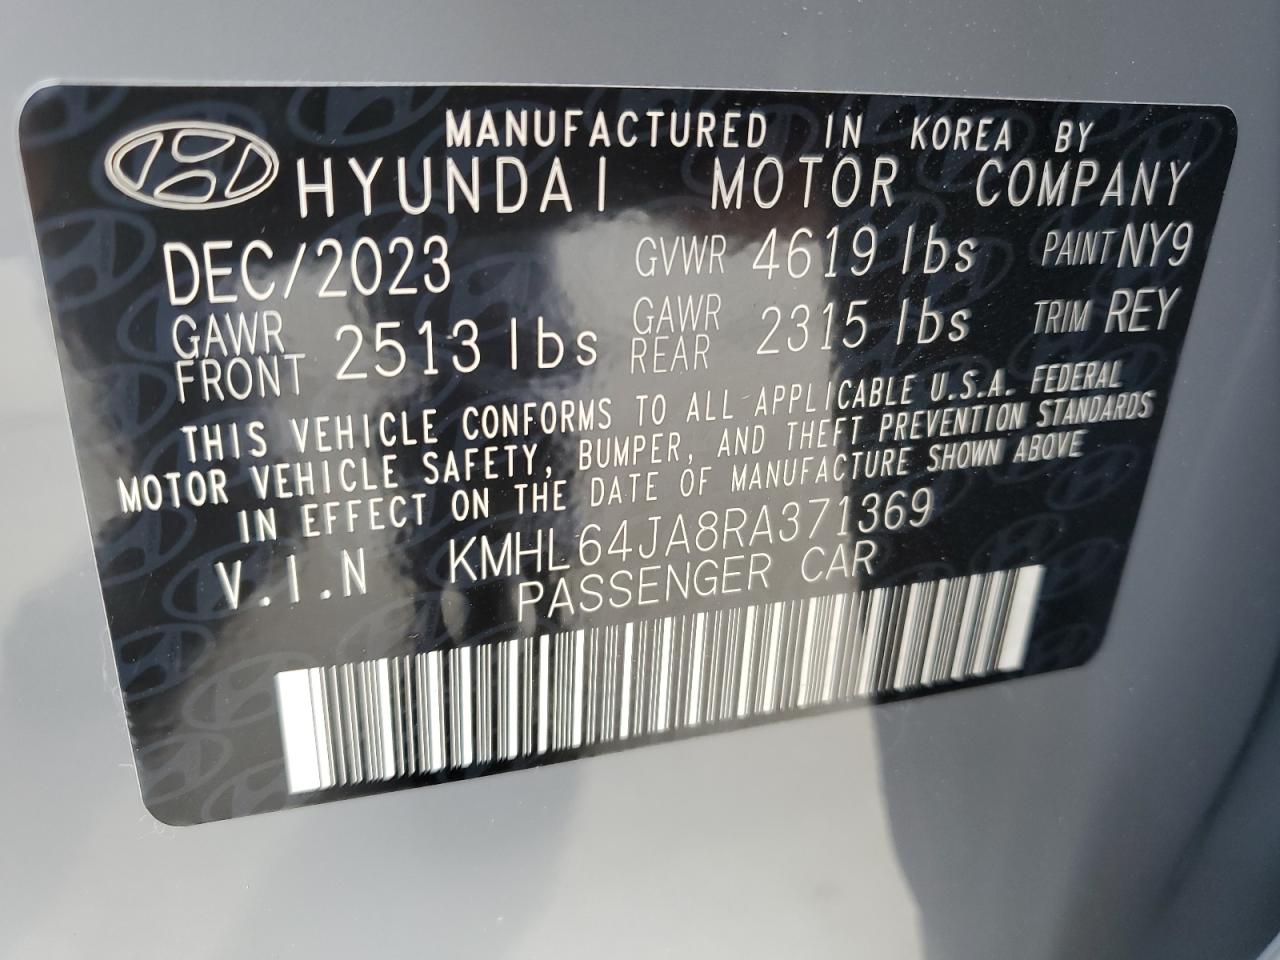 MANUFACTURED IN KOREA BY
HYUNDAI MOTOR COMPANY
DEC/2023 GVWR 4619 lbs PAINT NY9
GAWR FRONT 2513 lbs GAWR REAR 2315 lbs TRIM REY
THIS VEHICLE CONFORMS TO ALL APPLICABLE U.S.A. FEDERAL
MOTOR VEHICLE SAFETY, BUMPER, AND THEFT PREVENTION STANDARDS
IN EFFECT ON THE DATE OF MANUFACTURE SHOWN ABOVE
V.I.N KMHL64JA8RA371369
PASSENGER CAR